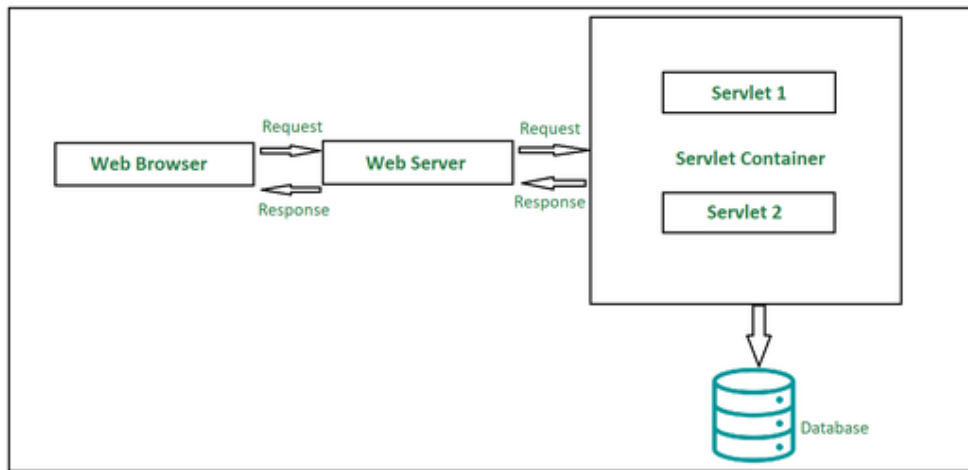 Servlet 1
Request
Request
Web Browser
Web Server
Servlet Container
Response
Response
Servlet 2
Database